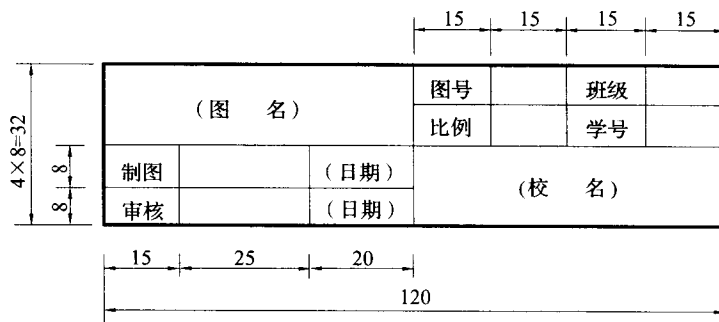 15 15 15 15
图号 班级
(图 名)
比例 学号
4×8=32
8 制图 (日期)
(校 名)
8 审核 (日期)
15 25 20
120